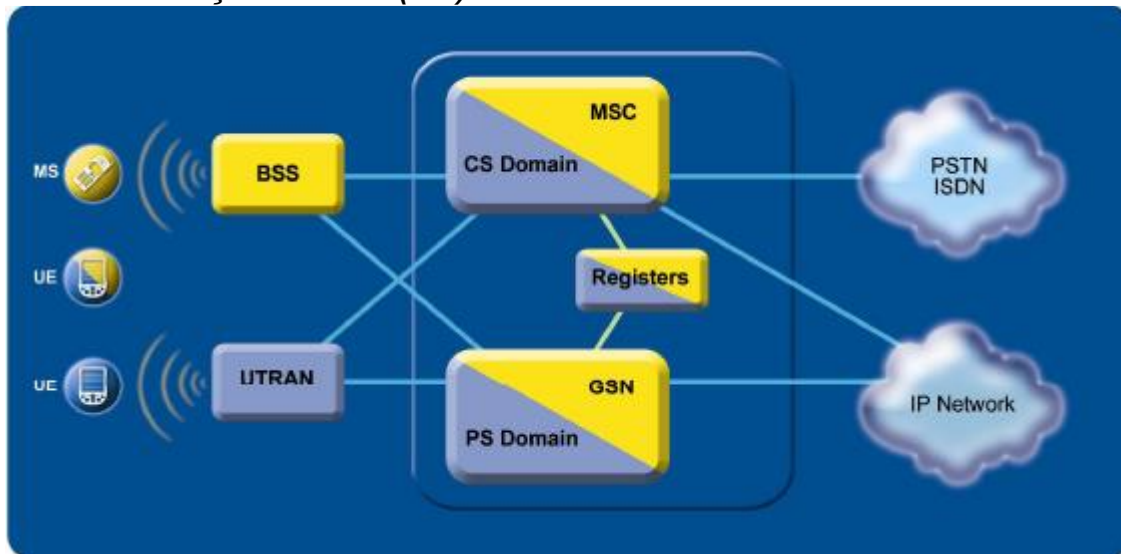 MSC
CS Domain
PSTN
ISDN
MS
BSS
Registers
UE
UE
UTRAN
GSN
PS Domain
IP Network